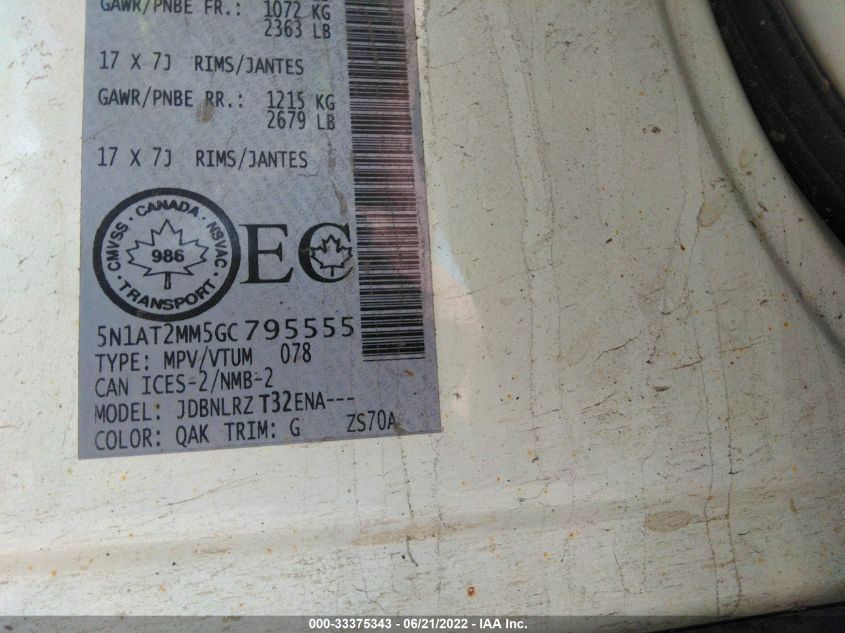 GAWR/PNBE FR.: 1072 KG
2363 LB
17 X 7J RIMS/JANTES
GAWR/PNBE RR.: 1215 KG
2679 LB
17 X 7J RIMS/JANTES
CANADA · NSVAC · TRANSPORT · CMVSS ·
986
EC
5N1AT2MM5GC795555
TYPE: MPV/VTUM 078
CAN ICES-2/NMB-2
MODEL: JDBNLRZ T32ENA---
COLOR: QAK TRIM: G ZS70A
000-33375343 - 06/21/2022 - IAA Inc.